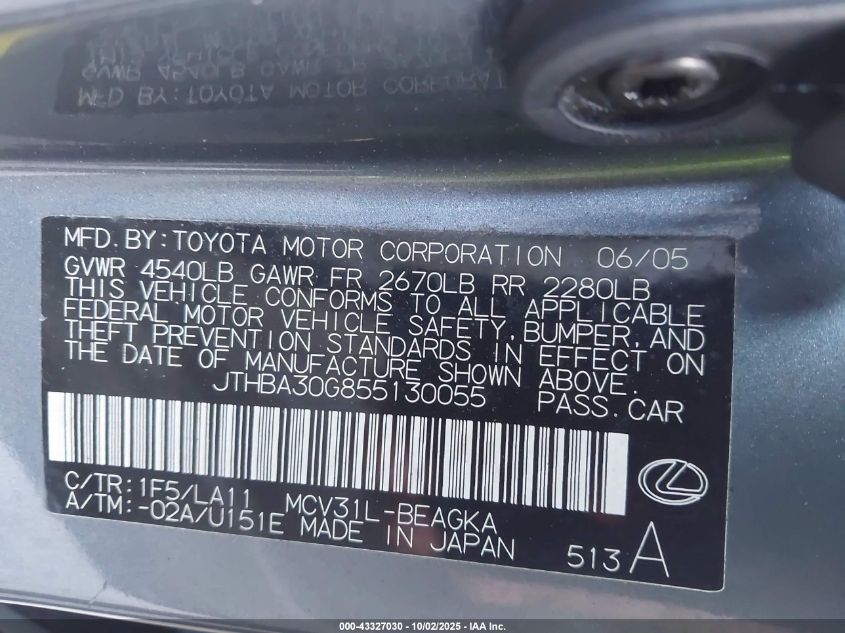 MFD.BY:TOYOTA MOTOR CORPORATION 06/05
GVWR 4540LB GAWR FR 2670LB RR 2280LB
THIS VEHICLE CONFORMS TO ALL APPLICABLE
FEDERAL MOTOR VEHICLE SAFETY,BUMPER,AND
THEFT PREVENTION STANDARDS IN EFFECT ON
THE DATE OF MANUFACTURE SHOWN ABOVE.
JTHBA30G855130055 PASS.CAR
C/TR:1F5/LA11 MCV31L-BEAGKA
A/TM:-02A/U151E MADE IN JAPAN
513A
000-43327030 - 10/02/2025 - IAA Inc.